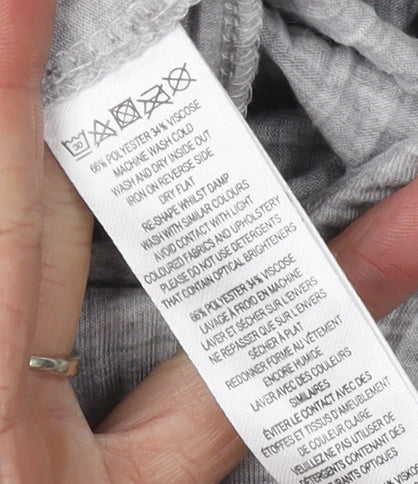 30
66% POLYESTER 34% VISCOSE
MACHINE WASH COLD
WASH AND DRY INSIDE OUT
IRON ON REVERSE SIDE
DRY FLAT
RE-SHAPE WHILST DAMP
WASH WITH SIMILAR COLOURS
AVOID CONTACT WITH LIGHT
COLOURED FABRICS AND UPHOLSTERY
PLEASE DO NOT USE DETERGENTS
THAT CONTAIN OPTICAL BRIGHTENERS
66% POLYESTER 34% VISCOSE
LAVAGE À FROID EN MACHINE
LAVER ET SÉCHER SUR L'ENVERS
NE REPASSER QUE SUR L'ENVERS
SÉCHER À PLAT
REDONNER FORME AU VÊTEMENT
ENCORE HUMIDE
LAVER AVEC DES COULEURS
SIMILAIRES
ÉVITER LE CONTACT AVEC DES
ÉTOFFES ET TISSUS D'AMEUBLEMENT
DE COULEUR CLAIRE
VEUILLEZ NE PAS UTILISER DE
DÉTERGENTS CONTENANT DES
OPTIQUES